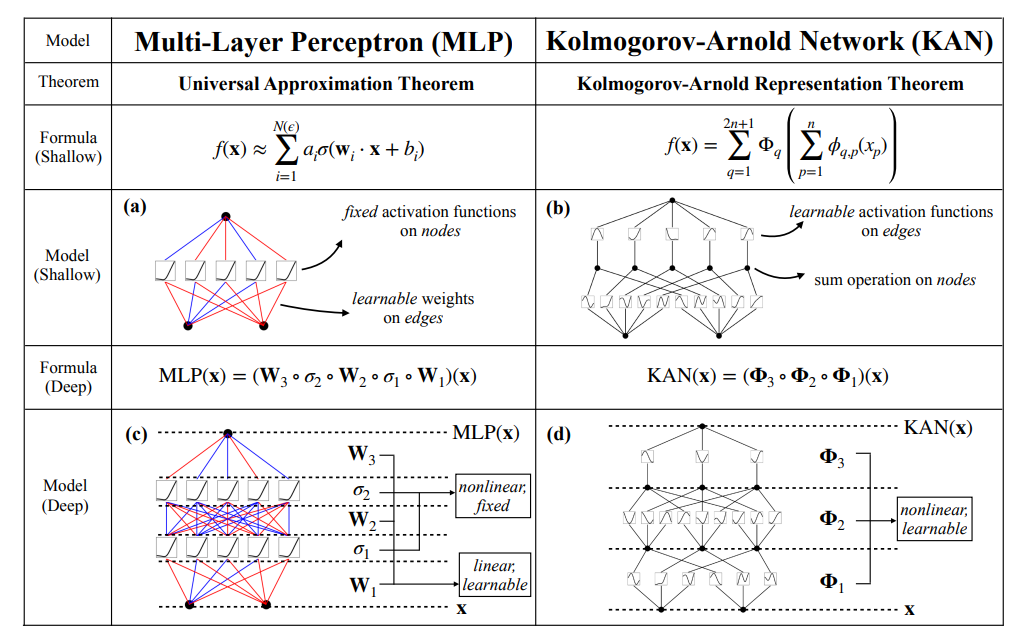 Model
Multi-Layer Perceptron (MLP)
Kolmogorov-Arnold Network (KAN)
Theorem
Universal Approximation Theorem
Kolmogorov-Arnold Representation Theorem
Formula
(Shallow)
f(x) ≈ ∑_{i=1}^{N(ϵ)} a_i σ(w_i · x + b_i)
f(x) = ∑_{q=1}^{2n+1} Φ_q ( ∑_{p=1}^{n} ϕ_{q,p}(x_p) )
Model
(Shallow)
(a)
fixed activation functions
on nodes
learnable weights
on edges
(b)
learnable activation functions
on edges
sum operation on nodes
Formula
(Deep)
MLP(x) = (W_3 ∘ σ_2 ∘ W_2 ∘ σ_1 ∘ W_1)(x)
KAN(x) = (Φ_3 ∘ Φ_2 ∘ Φ_1)(x)
Model
(Deep)
(c)
MLP(x)
W_3
σ_2
nonlinear,
fixed
W_2
σ_1
linear,
learnable
W_1
x
(d)
KAN(x)
Φ_3
Φ_2
nonlinear,
learnable
Φ_1
x